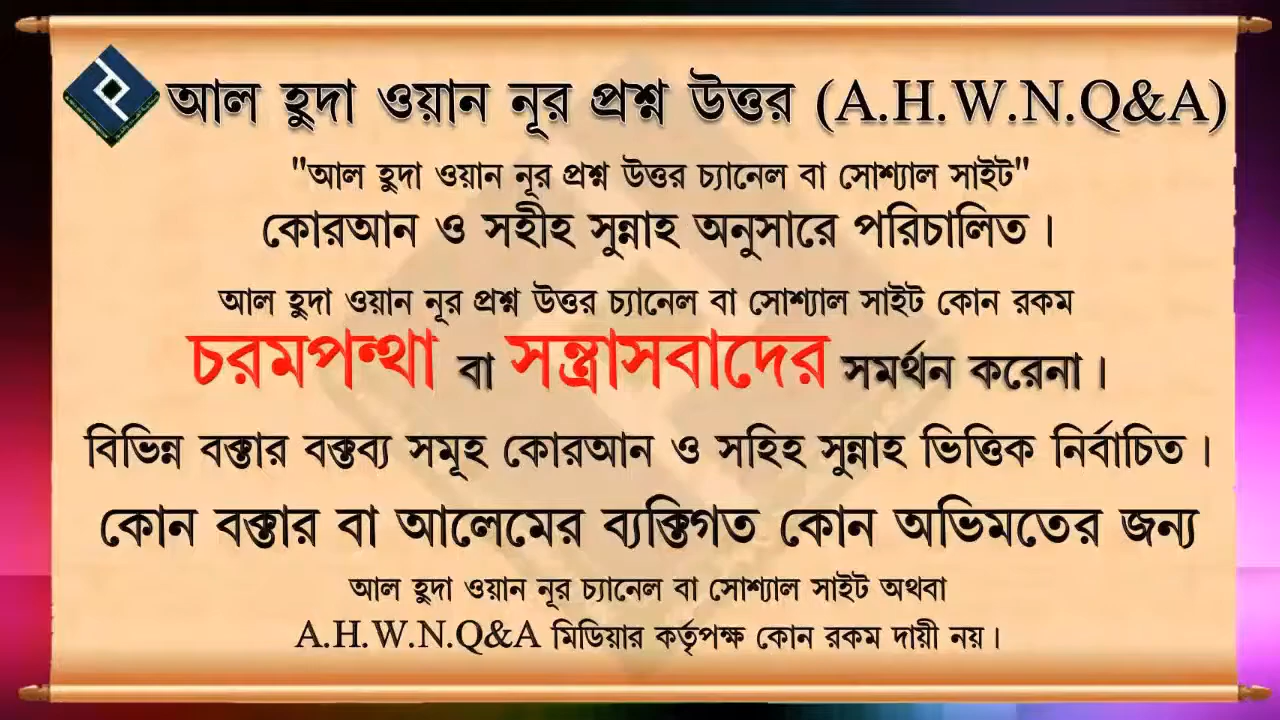 আল হুদা ওয়ান নূর প্রশ্ন উত্তর (A.H.W.N.Q&A)
"আল হুদা ওয়ান নূর প্রশ্ন উত্তর চ্যানেল বা সোশ্যাল সাইট"
কোরআন ও সহীহ সুন্নাহ অনুসারে পরিচালিত।
আল হুদা ওয়ান নূর প্রশ্ন উত্তর চ্যানেল বা সোশ্যাল সাইট কোন রকম
চরমপন্থা বা সন্ত্রাসবাদের সমর্থন করেনা।
বিভিন্ন বক্তার বক্তব্য সমূহ কোরআন ও সহিহ সুন্নাহ ভিত্তিক নির্বাচিত।
কোন বক্তার বা আলেমের ব্যক্তিগত কোন অভিমতের জন্য
আল হুদা ওয়ান নূর চ্যানেল বা সোশ্যাল সাইট অথবা
A.H.W.N.Q&A মিডিয়ার কর্তৃপক্ষ কোন রকম দায়ী নয়।